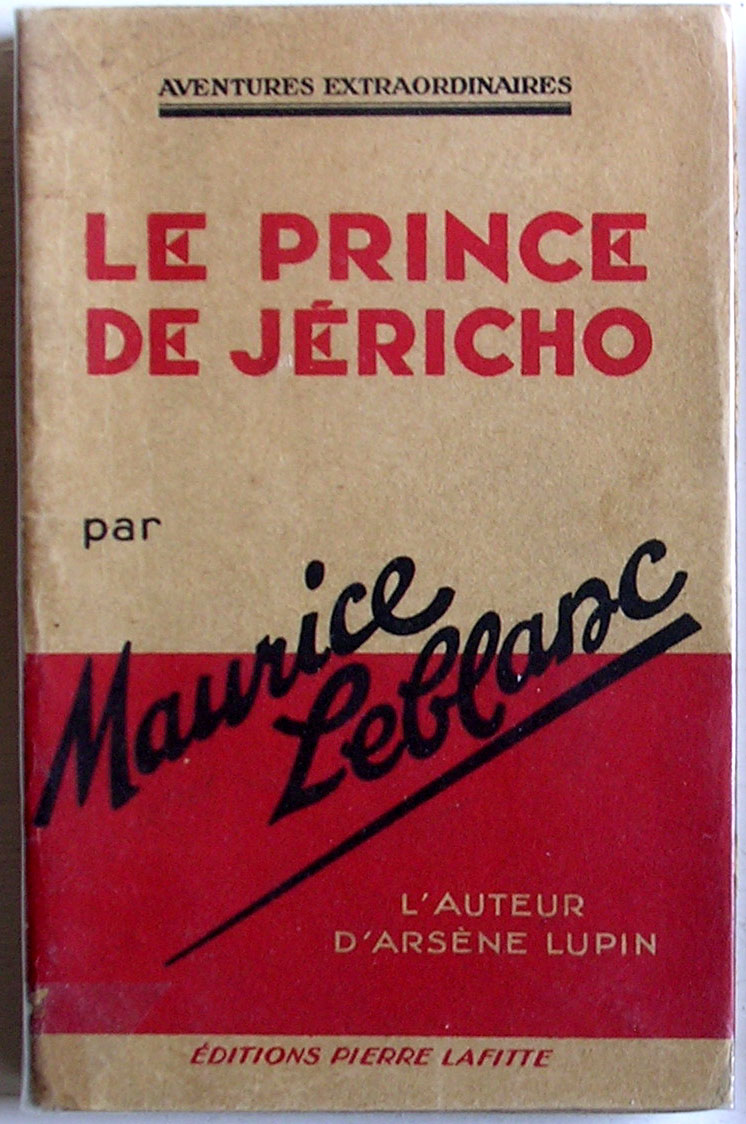 AVENTURES EXTRAORDINAIRES
LE PRINCE
DE JÉRICHO
par
Maurice
Leblanc
L'AUTEUR
D'ARSÈNE LUPIN
ÉDITIONS PIERRE LAFITTE